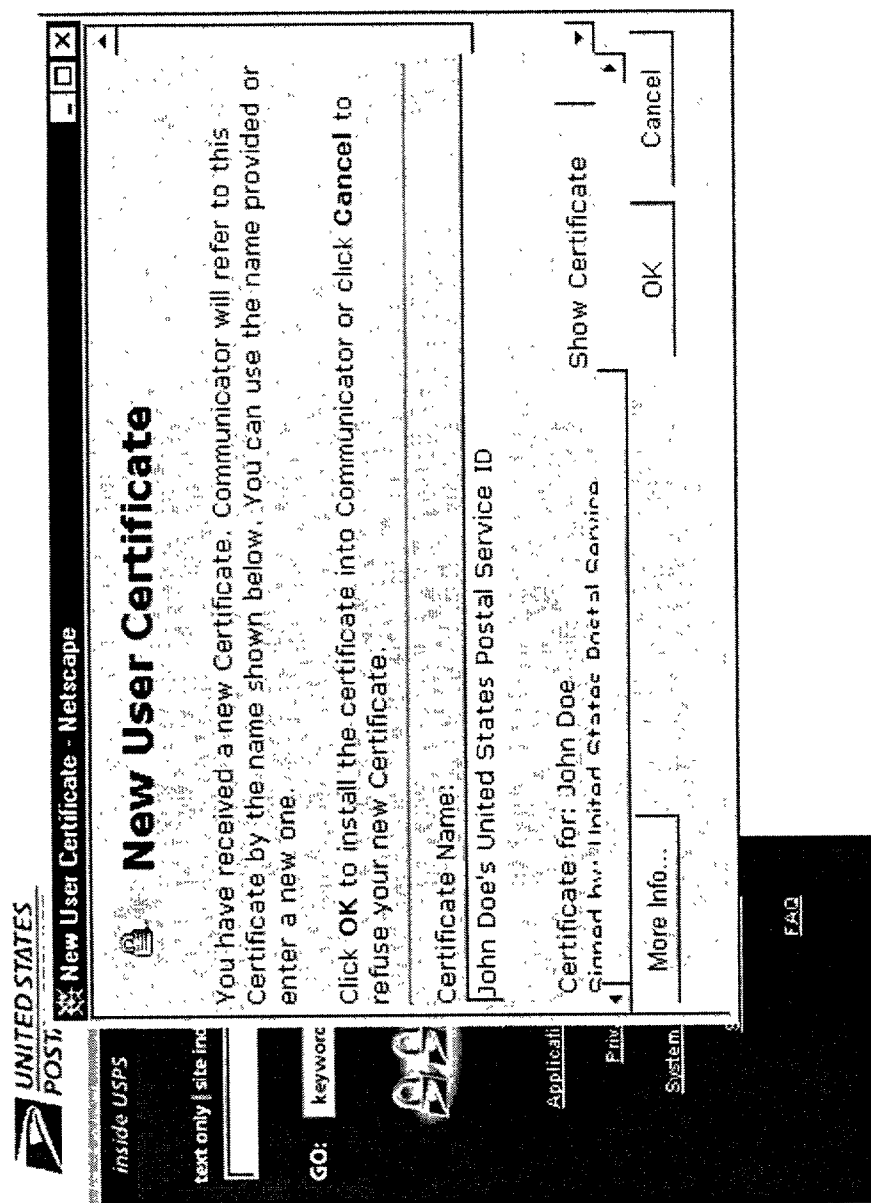 UNITED STATES
POST
New User Certificate - Netscape
inside USPS
text only | site ind
GO: keyword
Applicati
Priv
System
S
FAQ
New User Certificate
You have received a new Certificate. Communicator will refer to this
Certificate by the name shown below. You can use the name provided or
enter a new one.
Click OK to install the certificate into Communicator or click Cancel to
refuse your new Certificate.
Certificate Name:
John Doe's United States Postal Service ID
Certificate for: John Doe
Signed by: United States Postal Service
Show Certificate
More Info...
OK
Cancel